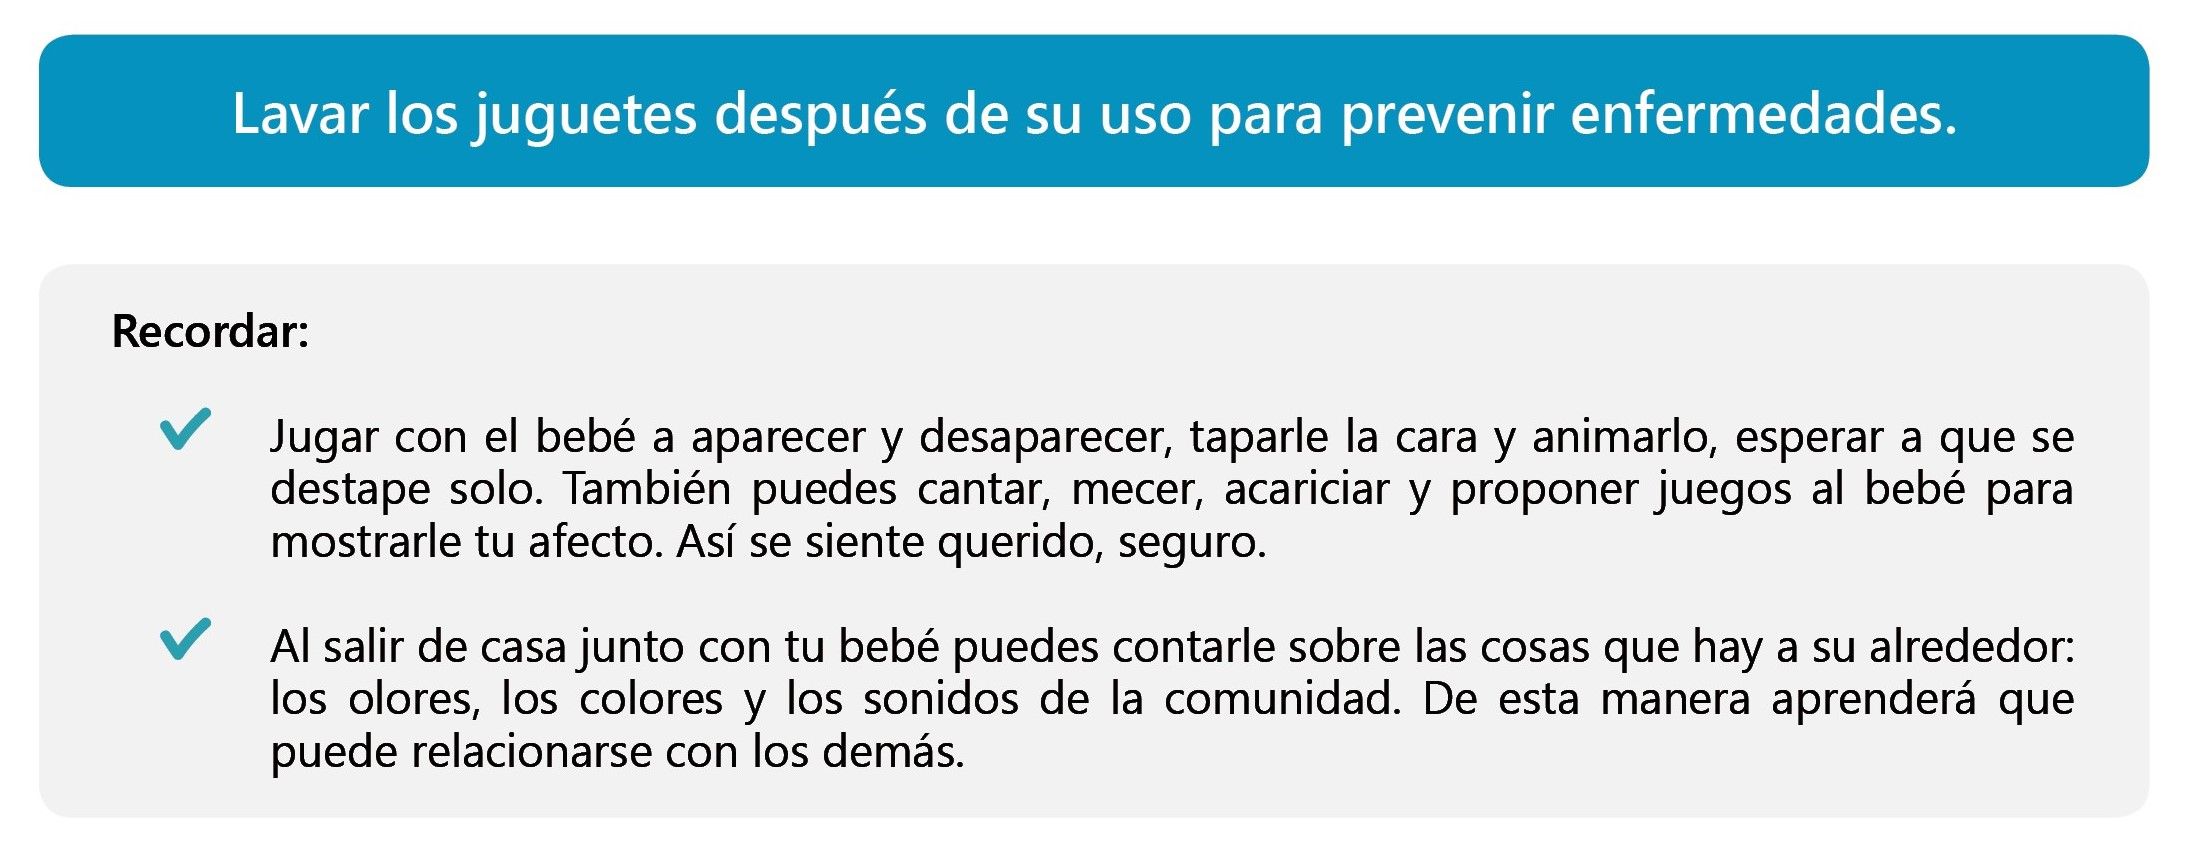 Lavar los juguetes después de su uso para prevenir enfermedades.
Recordar:
Jugar con el bebé a aparecer y desaparecer, taparle la cara y animarlo, esperar a que se
destape solo. También puedes cantar, mecer, acariciar y proponer juegos al bebé para
mostrarle tu afecto. Así se siente querido, seguro.
Al salir de casa junto con tu bebé puedes contarle sobre las cosas que hay a su alrededor:
los olores, los colores y los sonidos de la comunidad. De esta manera aprenderá que
puede relacionarse con los demás.